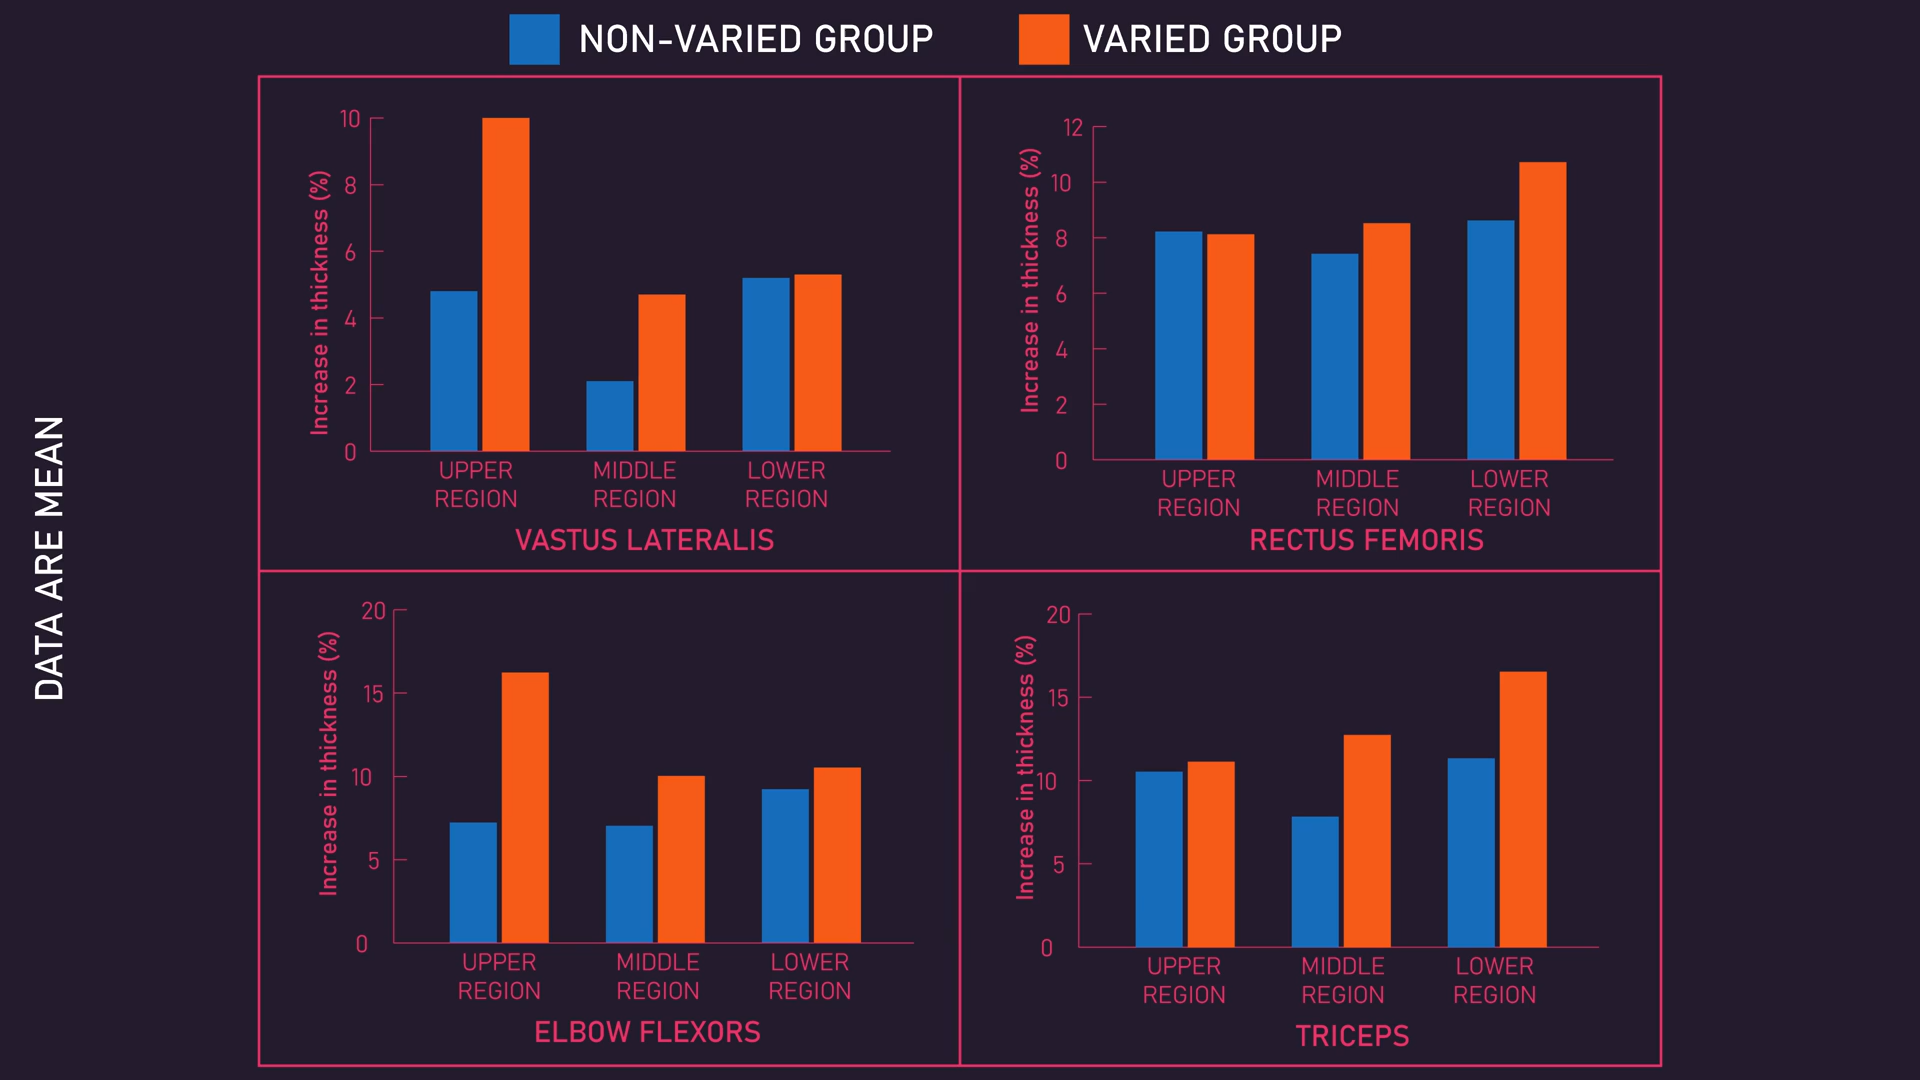 NON-VARIED GROUP
VARIED GROUP
DATA ARE MEAN
Increase in thickness (%)
10
8
6
4
2
0
UPPER REGION
MIDDLE REGION
LOWER REGION
VASTUS LATERALIS
Increase in thickness (%)
12
10
8
6
4
2
0
UPPER REGION
MIDDLE REGION
LOWER REGION
RECTUS FEMORIS
Increase in thickness (%)
20
15
10
5
0
UPPER REGION
MIDDLE REGION
LOWER REGION
ELBOW FLEXORS
Increase in thickness (%)
20
15
10
5
0
UPPER REGION
MIDDLE REGION
LOWER REGION
TRICEPS